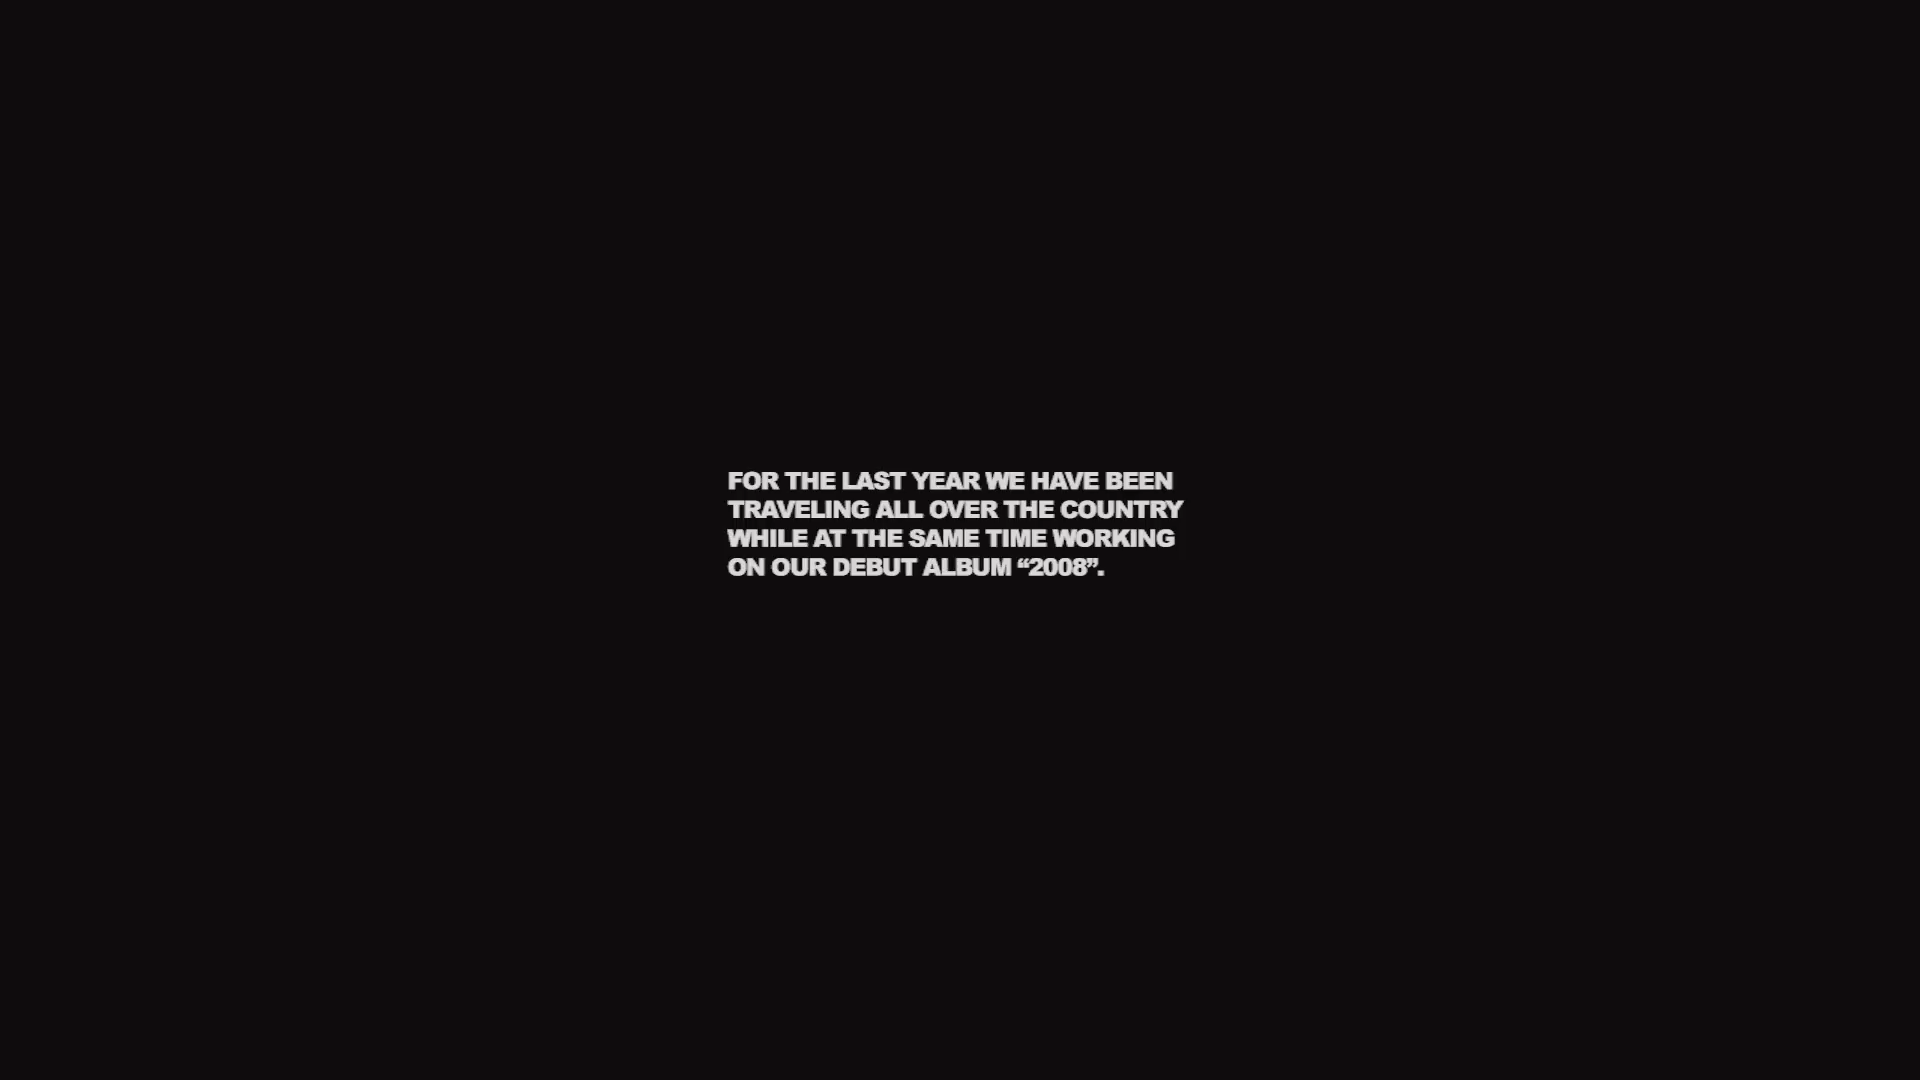 FOR THE LAST YEAR WE HAVE BEEN
TRAVELING ALL OVER THE COUNTRY
WHILE AT THE SAME TIME WORKING
ON OUR DEBUT ALBUM “2008”.